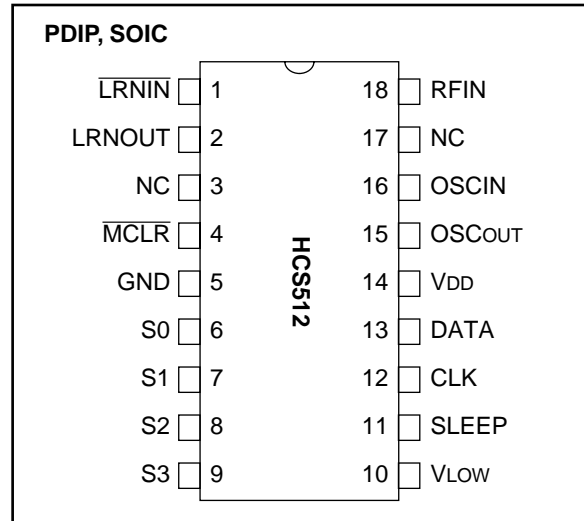 PDIP, SOIC
LRNIN 1 18 RFIN
LRNOUT 2 17 NC
NC 3 16 OSCIN
MCLR 4 15 OSCOUT
GND 5 14 VDD
S0 6 13 DATA
S1 7 12 CLK
S2 8 11 SLEEP
S3 9 10 VLOW
HCS512